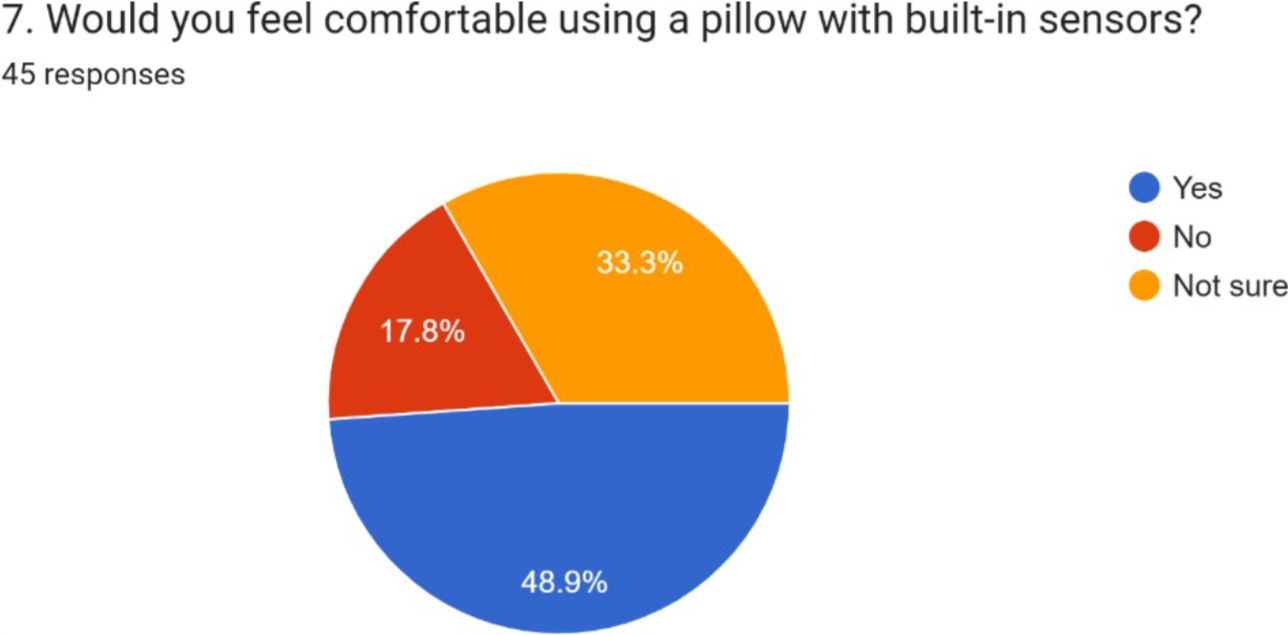 7. Would you feel comfortable using a pillow with built-in sensors?
45 responses
33.3%
17.8%
48.9%
Yes
No
Not sure